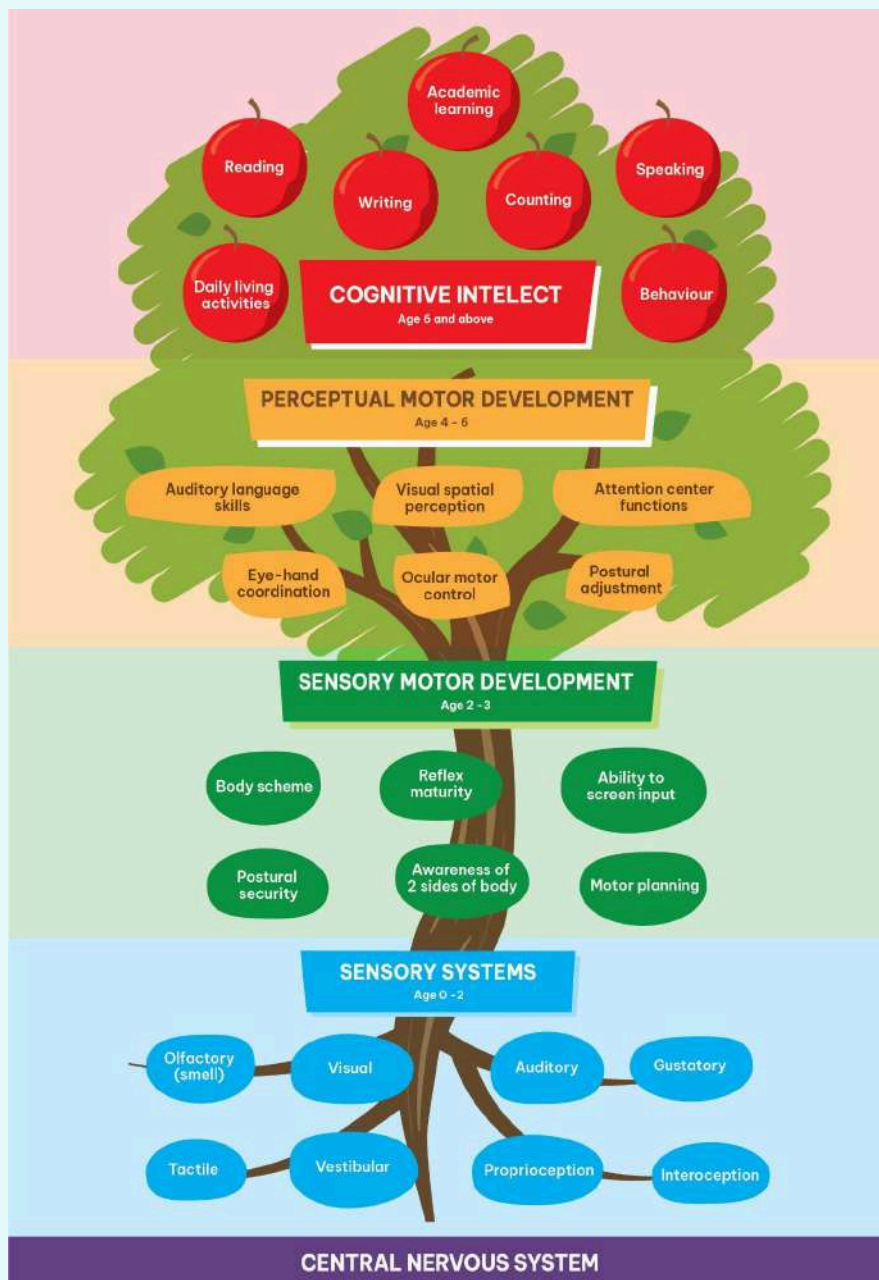 Academic
learning
Reading
Writing
Counting
Speaking
Daily living
activities
COGNITIVE INTELECT
Age 6 and above
Behaviour
PERCEPTUAL MOTOR DEVELOPMENT
Age 4 - 6
Auditory language
skills
Visual spatial
perception
Attention center
functions
Eye-hand
coordination
Ocular motor
control
Postural
adjustment
SENSORY MOTOR DEVELOPMENT
Age 2 -3
Body scheme
Reflex
maturity
Ability to
screen input
Postural
security
Awareness of
2 sides of body
Motor planning
SENSORY SYSTEMS
Age 0 -2
Olfactory
(smell)
Visual
Auditory
Gustatory
Tactile
Vestibular
Proprioception
Interoception
CENTRAL NERVOUS SYSTEM